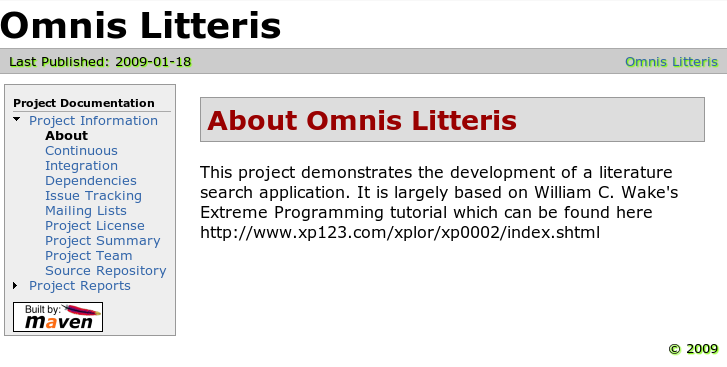 Omnis Litteris
Last Published: 2009-01-18
Omnis Litteris
Project Documentation
Project Information
About
Continuous
Integration
Dependencies
Issue Tracking
Mailing Lists
Project License
Project Summary
Project Team
Source Repository
Project Reports
Built by:
maven
About Omnis Litteris
This project demonstrates the development of a literature
search application. It is largely based on William C. Wake's
Extreme Programming tutorial which can be found here
http://www.xp123.com/xplor/xp0002/index.shtml
© 2009